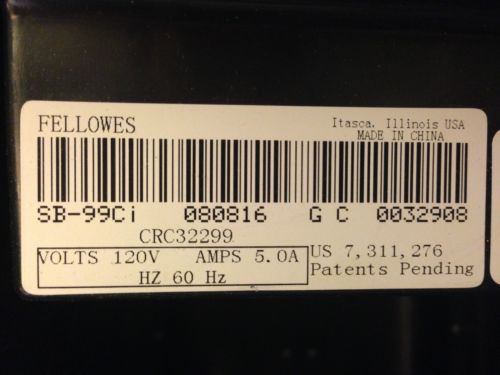 FELLOWES
Itasca. Illinois USA
MADE IN CHINA
SB-99Ci 080816 G C 0032908
CRC32299
VOLTS 120V AMPS 5.0A
HZ 60 Hz
US 7,311,276
Patents Pending